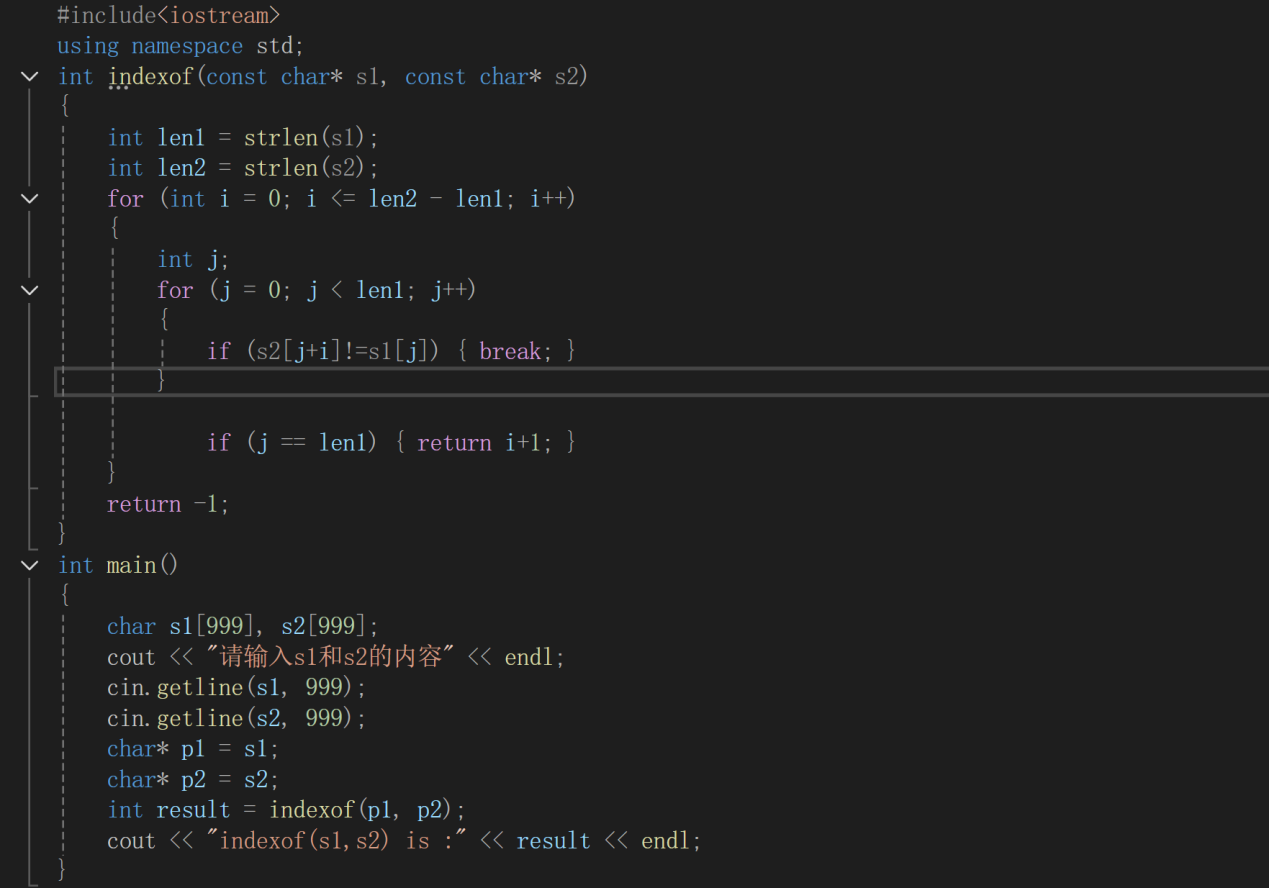 #include<iostream>
using namespace std;
int indexof(const char* s1, const char* s2)
{
    int len1 = strlen(s1);
    int len2 = strlen(s2);
    for (int i = 0; i <= len2 - len1; i++)
    {
        int j;
        for (j = 0; j < len1; j++)
        {
            if (s2[j+i]!=s1[j]) { break; }
        }
            if (j == len1) { return i+1; }
    }
    return -1;
}
int main()
{
    char s1[999], s2[999];
    cout << "请输入s1和s2的内容" << endl;
    cin.getline(s1, 999);
    cin.getline(s2, 999);
    char* p1 = s1;
    char* p2 = s2;
    int result = indexof(p1, p2);
    cout << "indexof(s1,s2) is :" << result << endl;
}